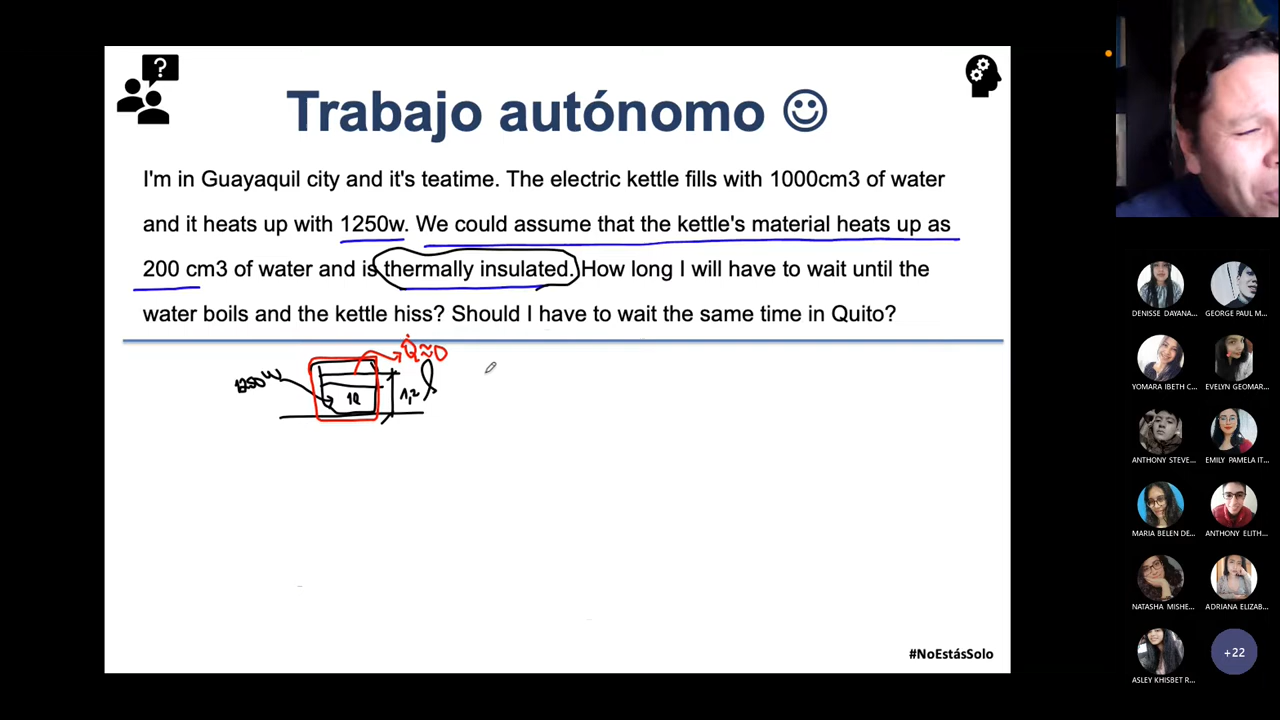 ?
Trabajo autónomo ☺
I'm in Guayaquil city and it's teatime. The electric kettle fills with 1000cm3 of water
and it heats up with 1250w. We could assume that the kettle's material heats up as
200 cm3 of water and is thermally insulated. How long I will have to wait until the
water boils and the kettle hiss? Should I have to wait the same time in Quito?
Q̇≈0
1250W
1l
1,2 l
#NoEstásSolo
DENISSE DAYANA...
GEORGE PAUL M...
YOMARA IBETH C...
EVELYN GEOMAR...
ANTHONY STEVE...
EMILY PAMELA IT...
MARIA BELEN DE...
ANTHONY ELITH...
NATASHA MISHE...
ADRIANA ELIZAB...
ASLEY KHISBET R...
+22